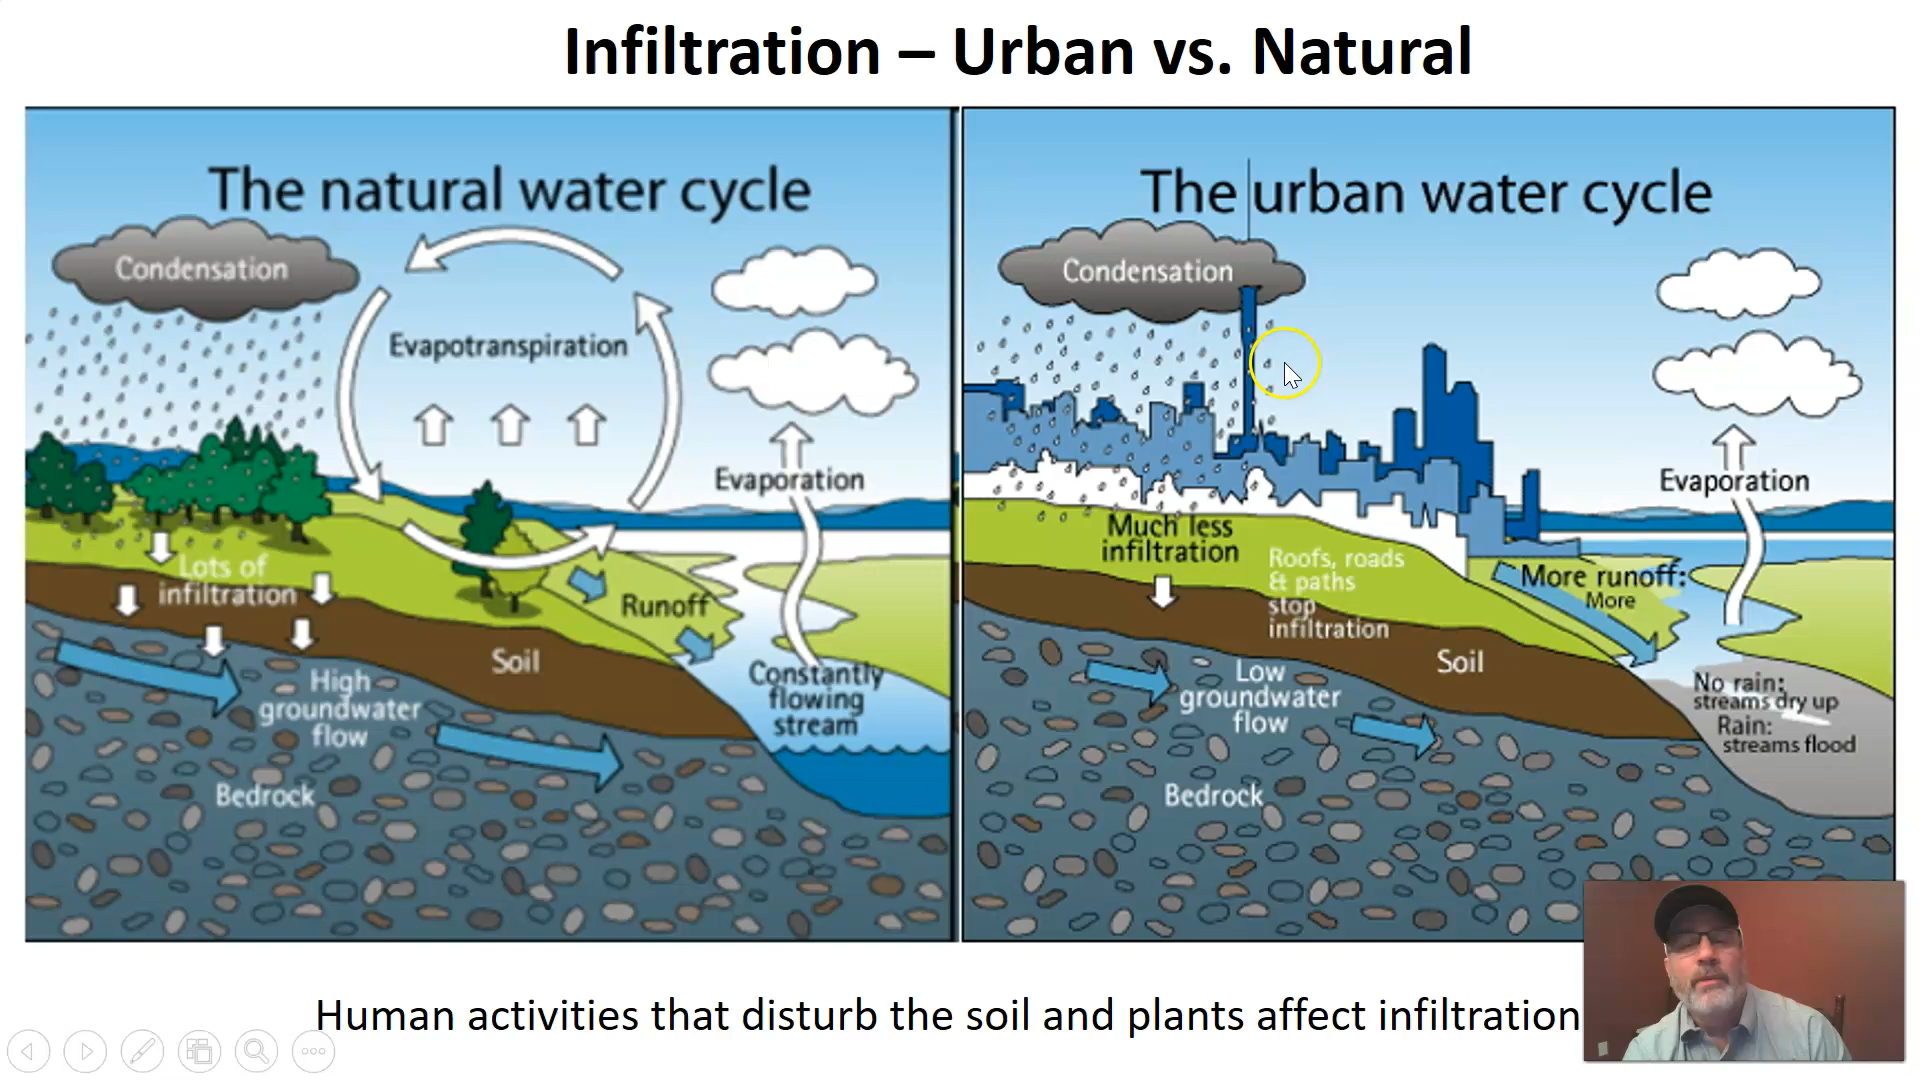 Infiltration – Urban vs. Natural
The natural water cycle
Condensation
Evapotranspiration
Evaporation
Lots of
infiltration
Runoff
Soil
Constantly
flowing
stream
High
groundwater
flow
Bedrock
The urban water cycle
Condensation
Evaporation
Much less
infiltration
Roofs, roads
& paths
stop
infiltration
More runoff:
More
Soil
Low
groundwater
flow
No rain:
streams dry up
Rain:
streams flood
Bedrock
Human activities that disturb the soil and plants affect infiltration